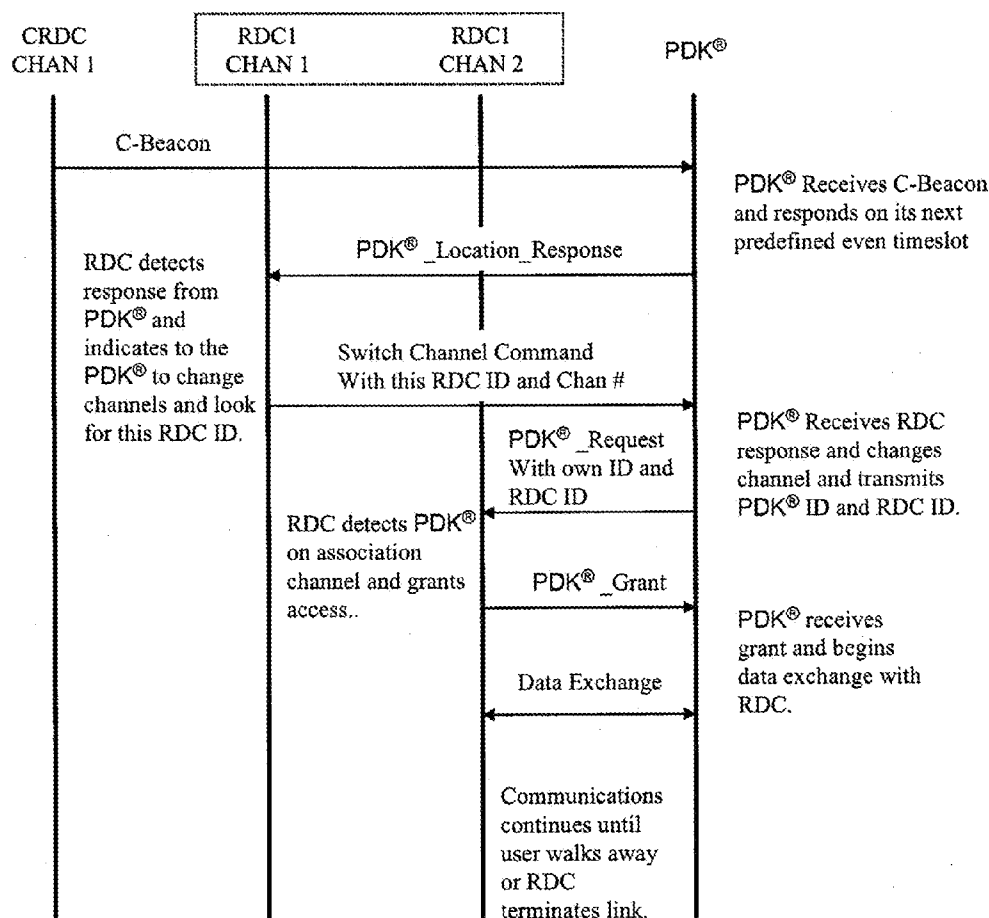 CRDC
CHAN 1
RDC1
CHAN 1
RDC1
CHAN 2
PDK®
C-Beacon
PDK® Receives C-Beacon
and responds on its next
predefined even timeslot
PDK® _Location_Response
RDC detects
response from
PDK® and
indicates to the
PDK® to change
channels and look
for this RDC ID.
Switch Channel Command
With this RDC ID and Chan #
PDK® Receives RDC
response and changes
channel and transmits
PDK® ID and RDC ID.
PDK® _Request
With own ID and
RDC ID
RDC detects PDK®
on association
channel and grants
access..
PDK® _Grant
PDK® receives
grant and begins
data exchange with
RDC.
Data Exchange
Communications
continues until
user walks away
or RDC
terminates link.